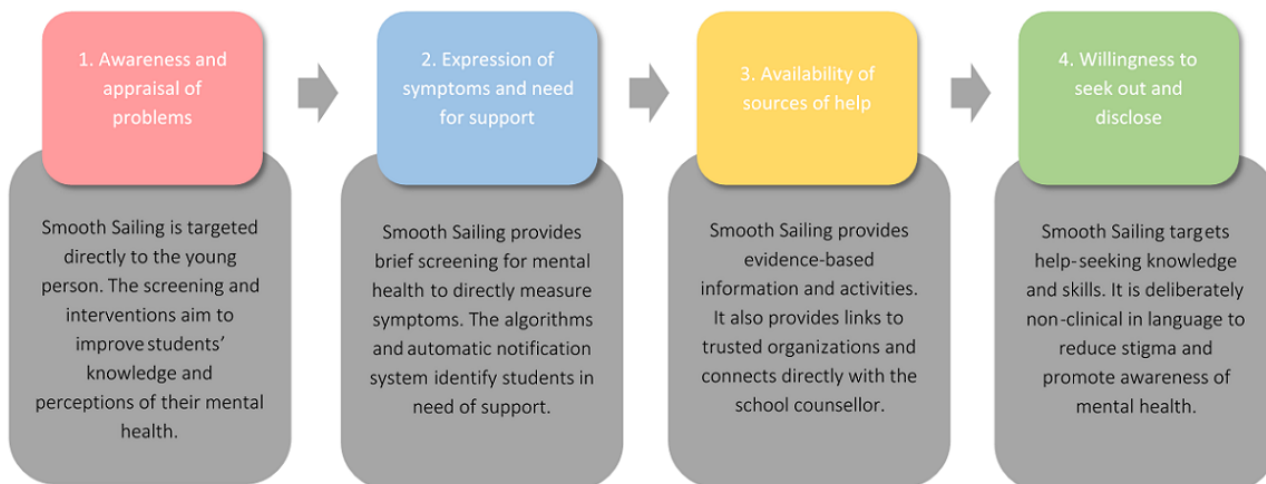 1. Awareness and
appraisal of
problems
Smooth Sailing is targeted
directly to the young
person. The screening and
interventions aim to
improve students’
knowledge and
perceptions of their mental
health.
2. Expression of
symptoms and need
for support
Smooth Sailing provides
brief screening for mental
health to directly measure
symptoms. The algorithms
and automatic notification
system identify students in
need of support.
3. Availability of
sources of help
Smooth Sailing provides
evidence-based
information and activities.
It also provides links to
trusted organizations and
connects directly with the
school counsellor.
4. Willingness to
seek out and
disclose
Smooth Sailing targets
help-seeking knowledge
and skills. It is deliberately
non-clinical in language to
reduce stigma and
promote awareness of
mental health.